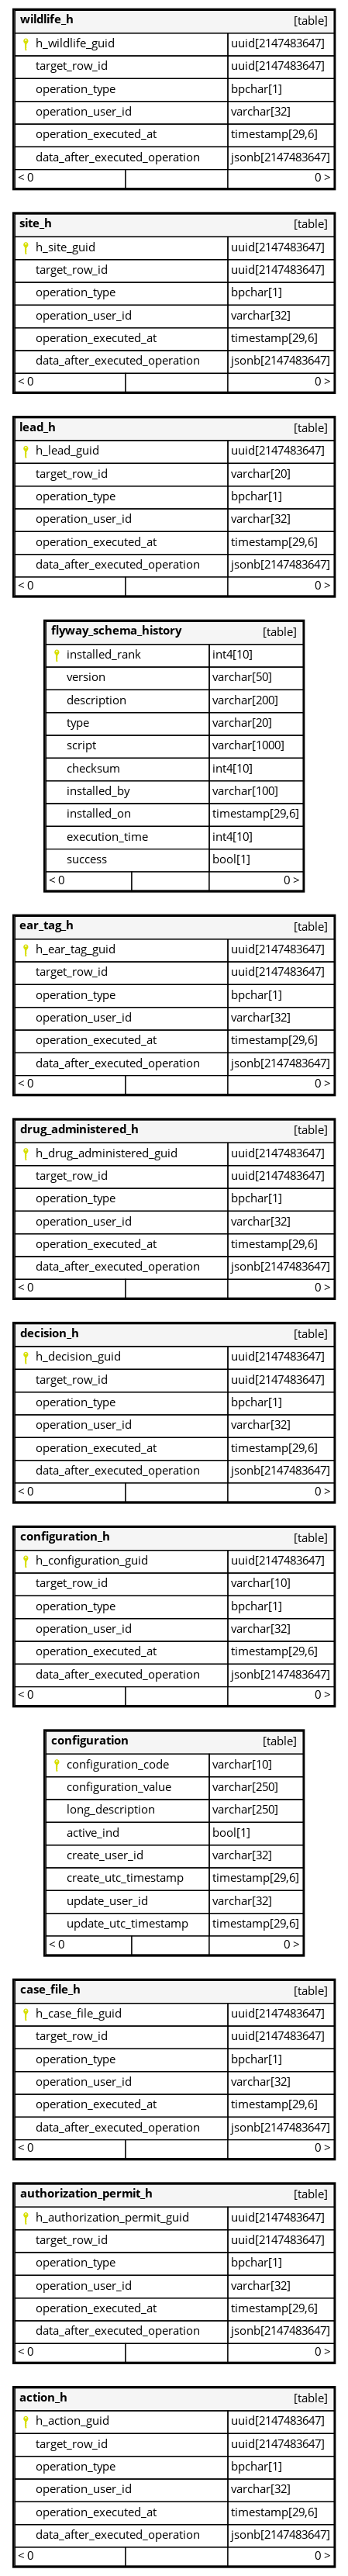 wildlife_h [table]
h_wildlife_guid uuid[2147483647]
target_row_id uuid[2147483647]
operation_type bpchar[1]
operation_user_id varchar[32]
operation_executed_at timestamp[29,6]
data_after_executed_operation jsonb[2147483647]
< 0 0 >
site_h [table]
h_site_guid uuid[2147483647]
target_row_id uuid[2147483647]
operation_type bpchar[1]
operation_user_id varchar[32]
operation_executed_at timestamp[29,6]
data_after_executed_operation jsonb[2147483647]
< 0 0 >
lead_h [table]
h_lead_guid uuid[2147483647]
target_row_id varchar[20]
operation_type bpchar[1]
operation_user_id varchar[32]
operation_executed_at timestamp[29,6]
data_after_executed_operation jsonb[2147483647]
< 0 0 >
flyway_schema_history [table]
installed_rank int4[10]
version varchar[50]
description varchar[200]
type varchar[20]
script varchar[1000]
checksum int4[10]
installed_by varchar[100]
installed_on timestamp[29,6]
execution_time int4[10]
success bool[1]
< 0 0 >
ear_tag_h [table]
h_ear_tag_guid uuid[2147483647]
target_row_id uuid[2147483647]
operation_type bpchar[1]
operation_user_id varchar[32]
operation_executed_at timestamp[29,6]
data_after_executed_operation jsonb[2147483647]
< 0 0 >
drug_administered_h [table]
h_drug_administered_guid uuid[2147483647]
target_row_id uuid[2147483647]
operation_type bpchar[1]
operation_user_id varchar[32]
operation_executed_at timestamp[29,6]
data_after_executed_operation jsonb[2147483647]
< 0 0 >
decision_h [table]
h_decision_guid uuid[2147483647]
target_row_id uuid[2147483647]
operation_type bpchar[1]
operation_user_id varchar[32]
operation_executed_at timestamp[29,6]
data_after_executed_operation jsonb[2147483647]
< 0 0 >
configuration_h [table]
h_configuration_guid uuid[2147483647]
target_row_id varchar[10]
operation_type bpchar[1]
operation_user_id varchar[32]
operation_executed_at timestamp[29,6]
data_after_executed_operation jsonb[2147483647]
< 0 0 >
configuration [table]
configuration_code varchar[10]
configuration_value varchar[250]
long_description varchar[250]
active_ind bool[1]
create_user_id varchar[32]
create_utc_timestamp timestamp[29,6]
update_user_id varchar[32]
update_utc_timestamp timestamp[29,6]
< 0 0 >
case_file_h [table]
h_case_file_guid uuid[2147483647]
target_row_id uuid[2147483647]
operation_type bpchar[1]
operation_user_id varchar[32]
operation_executed_at timestamp[29,6]
data_after_executed_operation jsonb[2147483647]
< 0 0 >
authorization_permit_h [table]
h_authorization_permit_guid uuid[2147483647]
target_row_id uuid[2147483647]
operation_type bpchar[1]
operation_user_id varchar[32]
operation_executed_at timestamp[29,6]
data_after_executed_operation jsonb[2147483647]
< 0 0 >
action_h [table]
h_action_guid uuid[2147483647]
target_row_id uuid[2147483647]
operation_type bpchar[1]
operation_user_id varchar[32]
operation_executed_at timestamp[29,6]
data_after_executed_operation jsonb[2147483647]
< 0 0 >